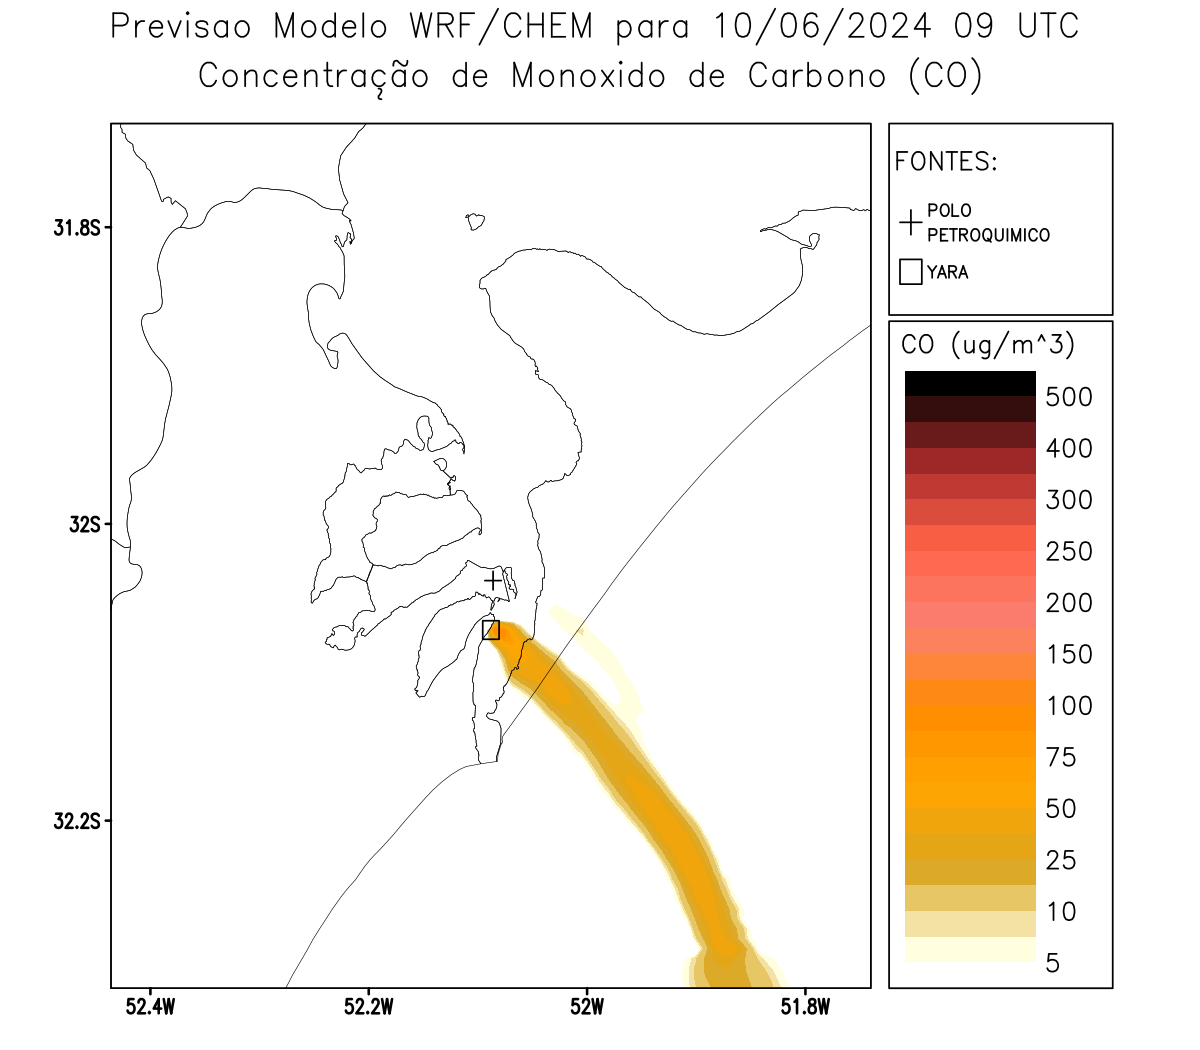 Previsao Modelo WRF/CHEM para 10/06/2024 09 UTC
Concentração de Monoxido de Carbono (CO)
FONTES:
POLO
PETROQUIMICO
YARA
CO (ug/m^3)
500
400
300
250
200
150
100
75
50
25
10
5
31.8S
32S
32.2S
52.4W
52.2W
52W
51.8W